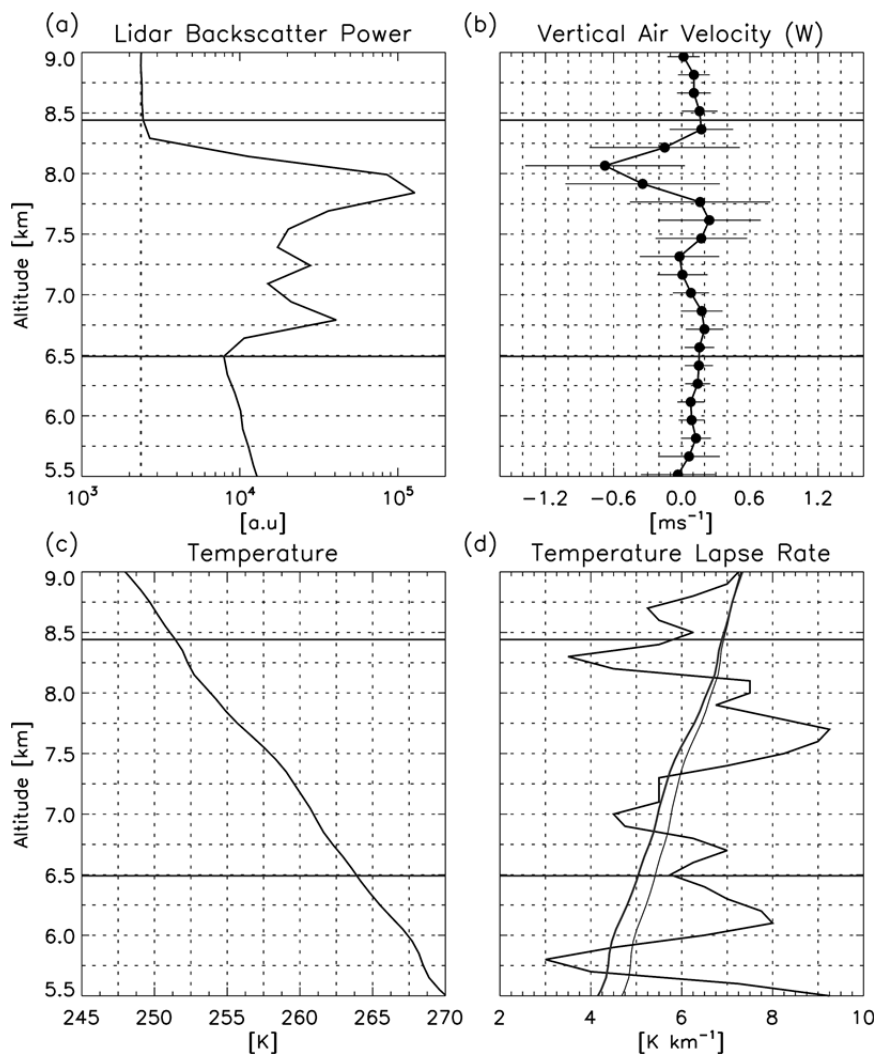 (a) Lidar Backscatter Power
(b) Vertical Air Velocity (W)
Altitude [km]
9.0
8.5
8.0
7.5
7.0
6.5
6.0
5.5
10³ 10⁴ 10⁵
[a.u]
-1.2 -0.6 0.0 0.6 1.2
[ms⁻¹]
(c) Temperature
(d) Temperature Lapse Rate
Altitude [km]
9.0
8.5
8.0
7.5
7.0
6.5
6.0
5.5
245 250 255 260 265 270
[K]
2 4 6 8 10
[K km⁻¹]